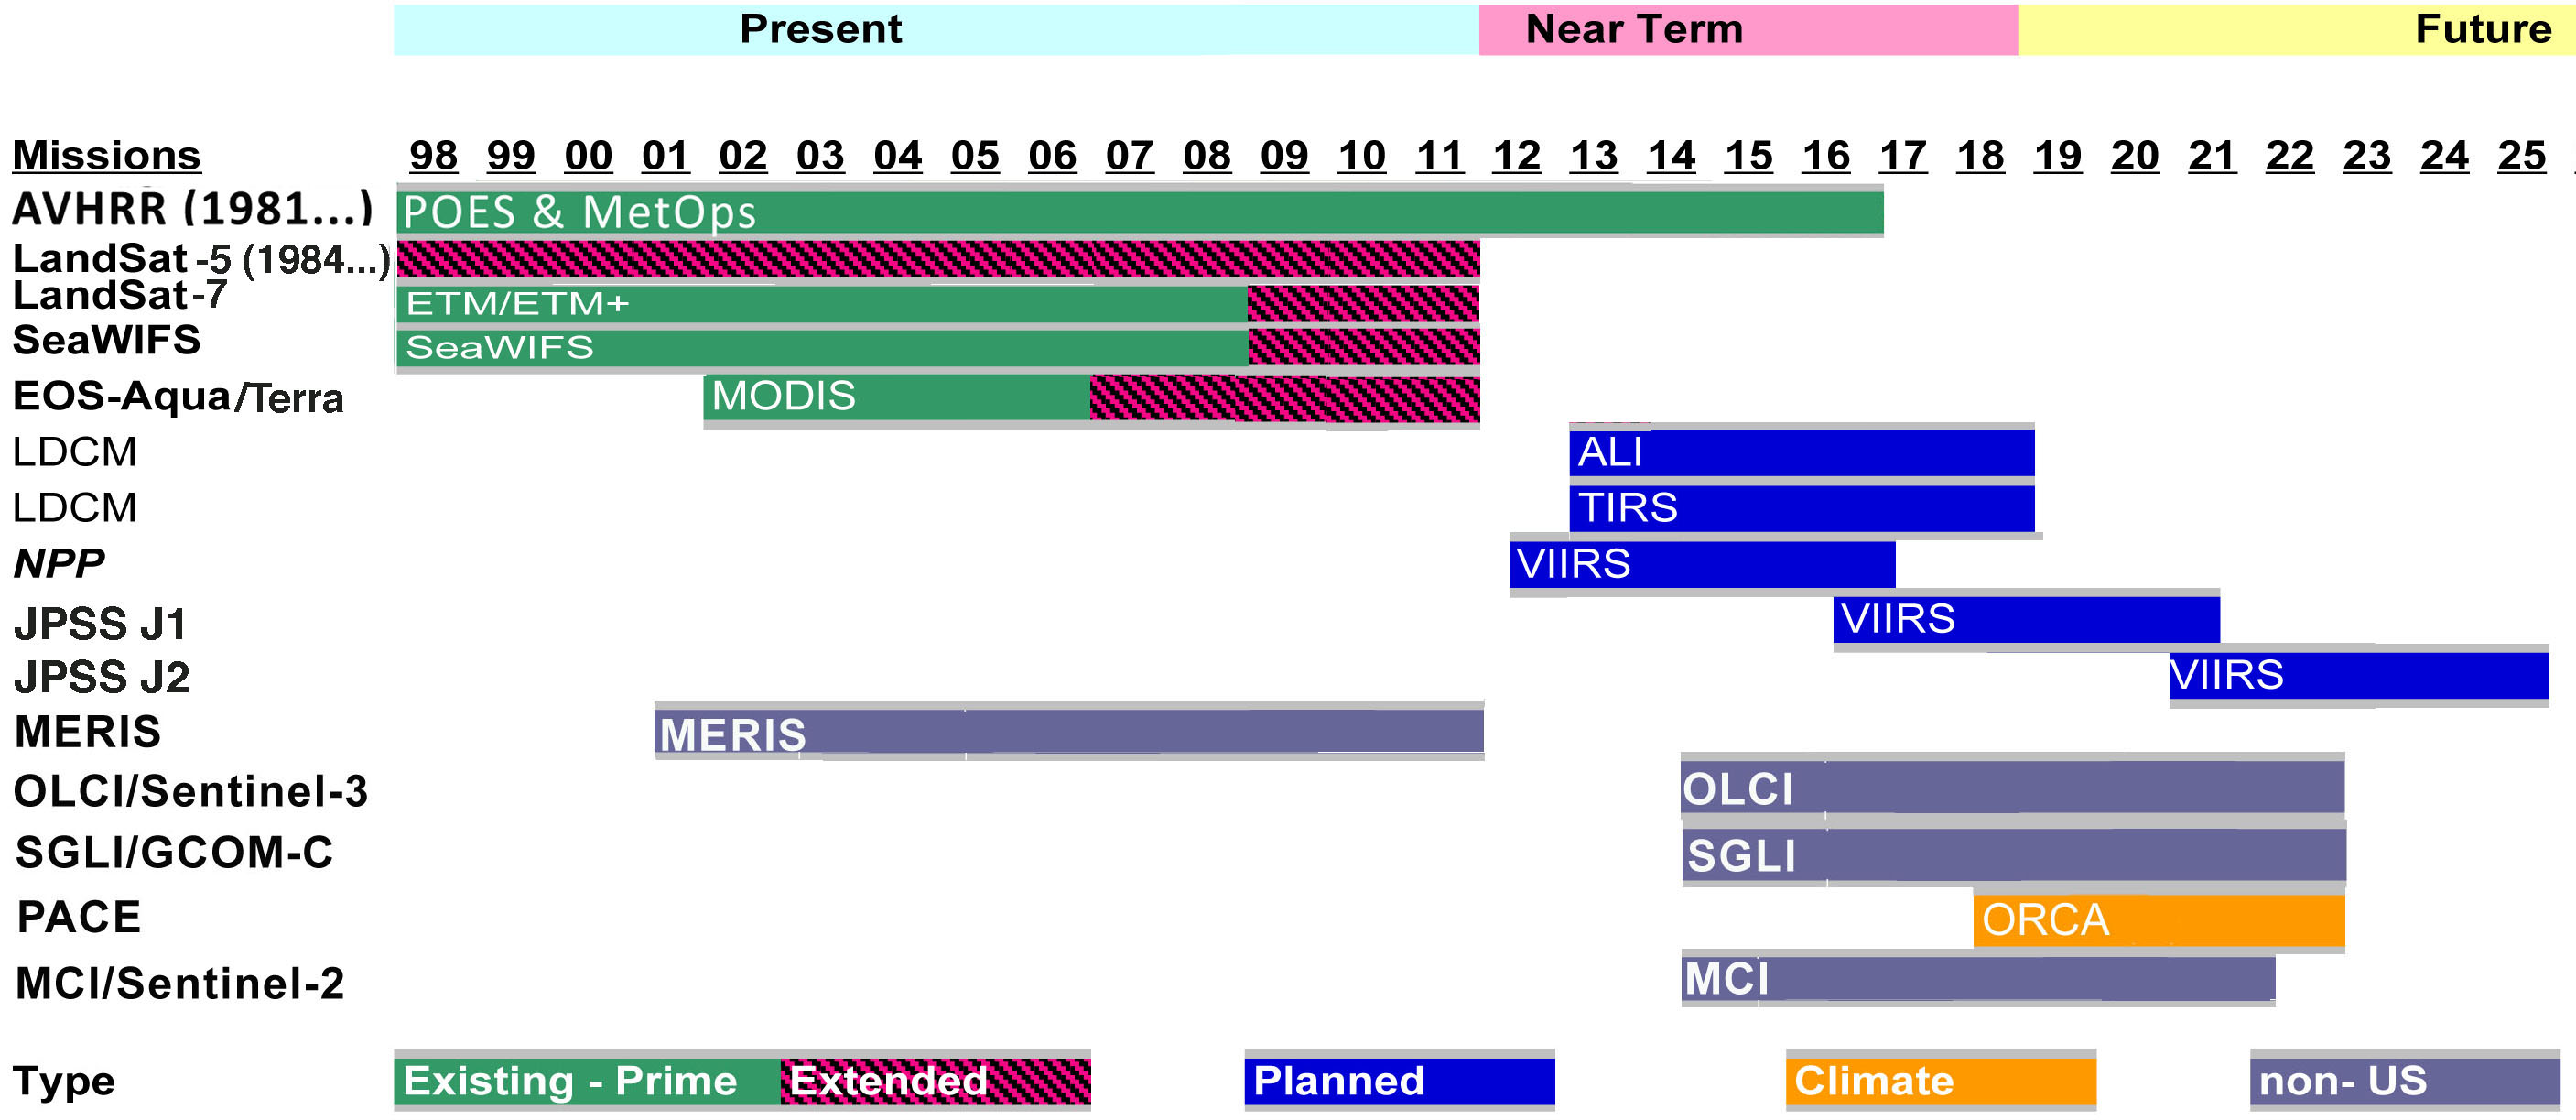 Present Near Term Future
Missions 98 99 00 01 02 03 04 05 06 07 08 09 10 11 12 13 14 15 16 17 18 19 20 21 22 23 24 25
AVHRR (1981...) POES & MetOps
LandSat -5 (1984...)
LandSat-7 ETM/ETM+
SeaWIFS SeaWIFS
EOS-Aqua/Terra MODIS
LDCM ALI
LDCM TIRS
NPP VIIRS
JPSS J1 VIIRS
JPSS J2 VIIRS
MERIS MERIS
OLCI/Sentinel-3 OLCI
SGLI/GCOM-C SGLI
PACE ORCA
MCI/Sentinel-2 MCI
Type Existing - Prime Extended Planned Climate non- US